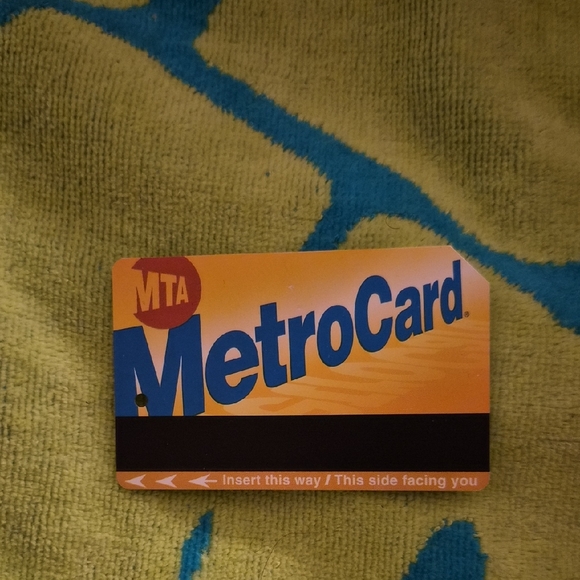 MTA
MetroCard®
Insert this way / This side facing you